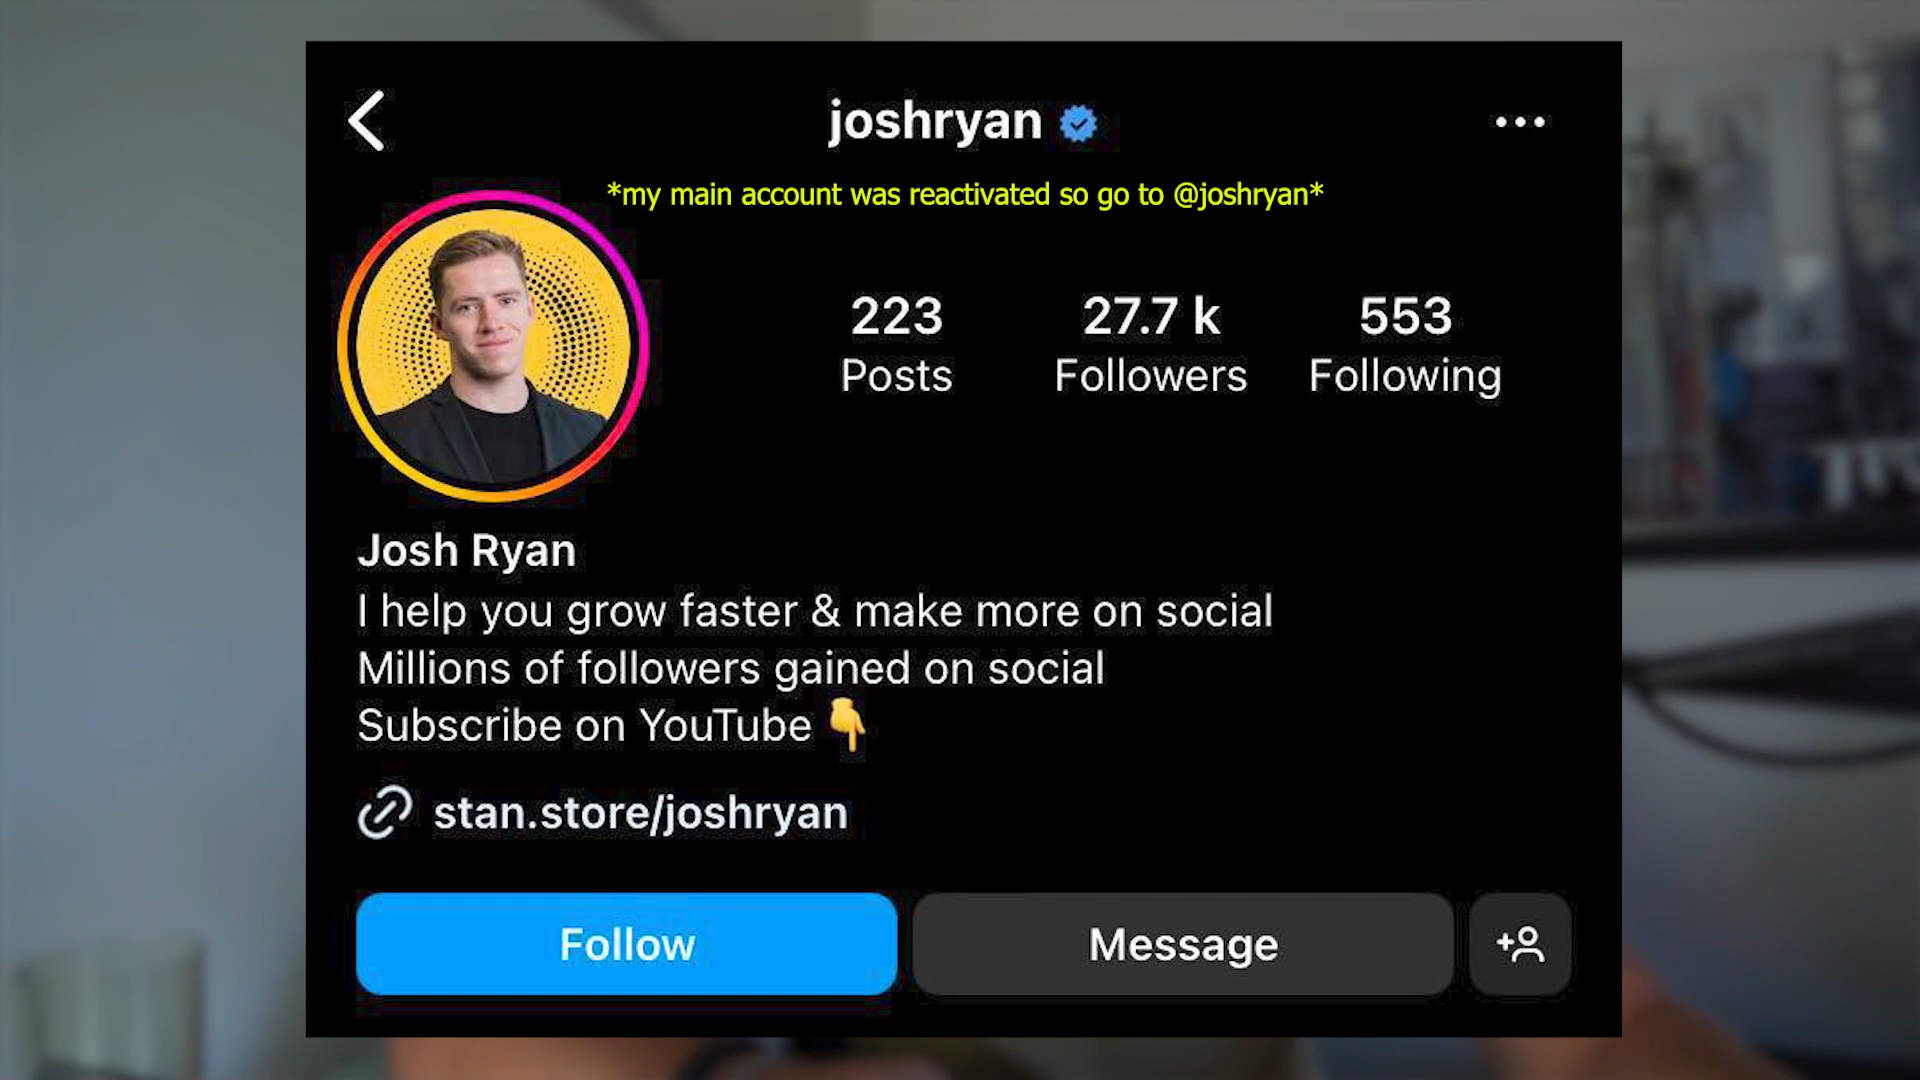 joshryan
*my main account was reactivated so go to @joshryan*
223 27.7 k 553
Posts Followers Following
Josh Ryan
I help you grow faster & make more on social
Millions of followers gained on social
Subscribe on YouTube 👇
stan.store/joshryan
Follow Message